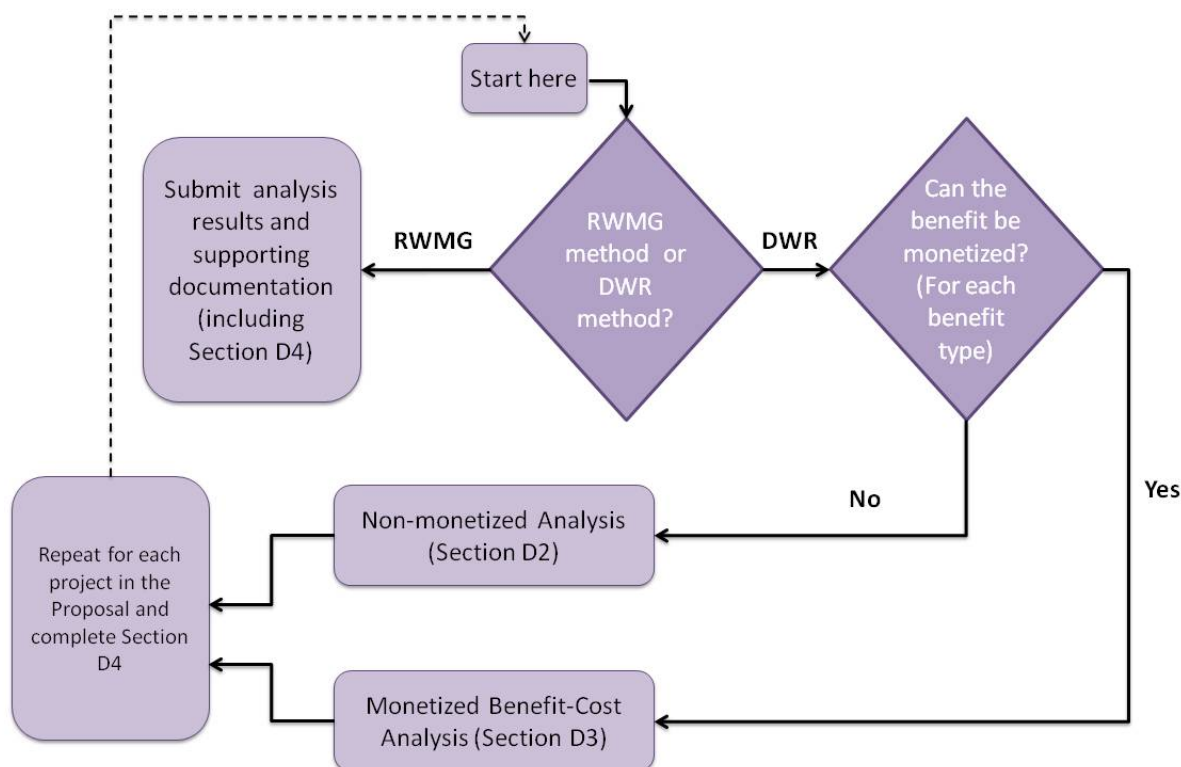 Start here
Submit analysis
results and
supporting
documentation
(including
Section D4)
RWMG
RWMG
method or
DWR
method?
DWR
Can the
benefit be
monetized?
(For each
benefit
type)
No
Yes
Non-monetized Analysis
(Section D2)
Repeat for each
project in the
Proposal and
complete Section
D4
Monetized Benefit-Cost
Analysis (Section D3)